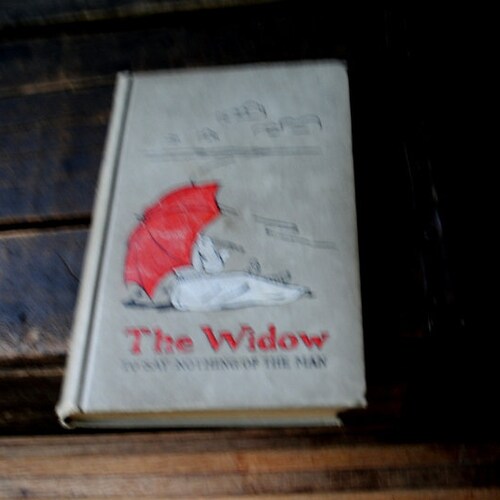 The Widow
TO SAY NOTHING OF THE MAN